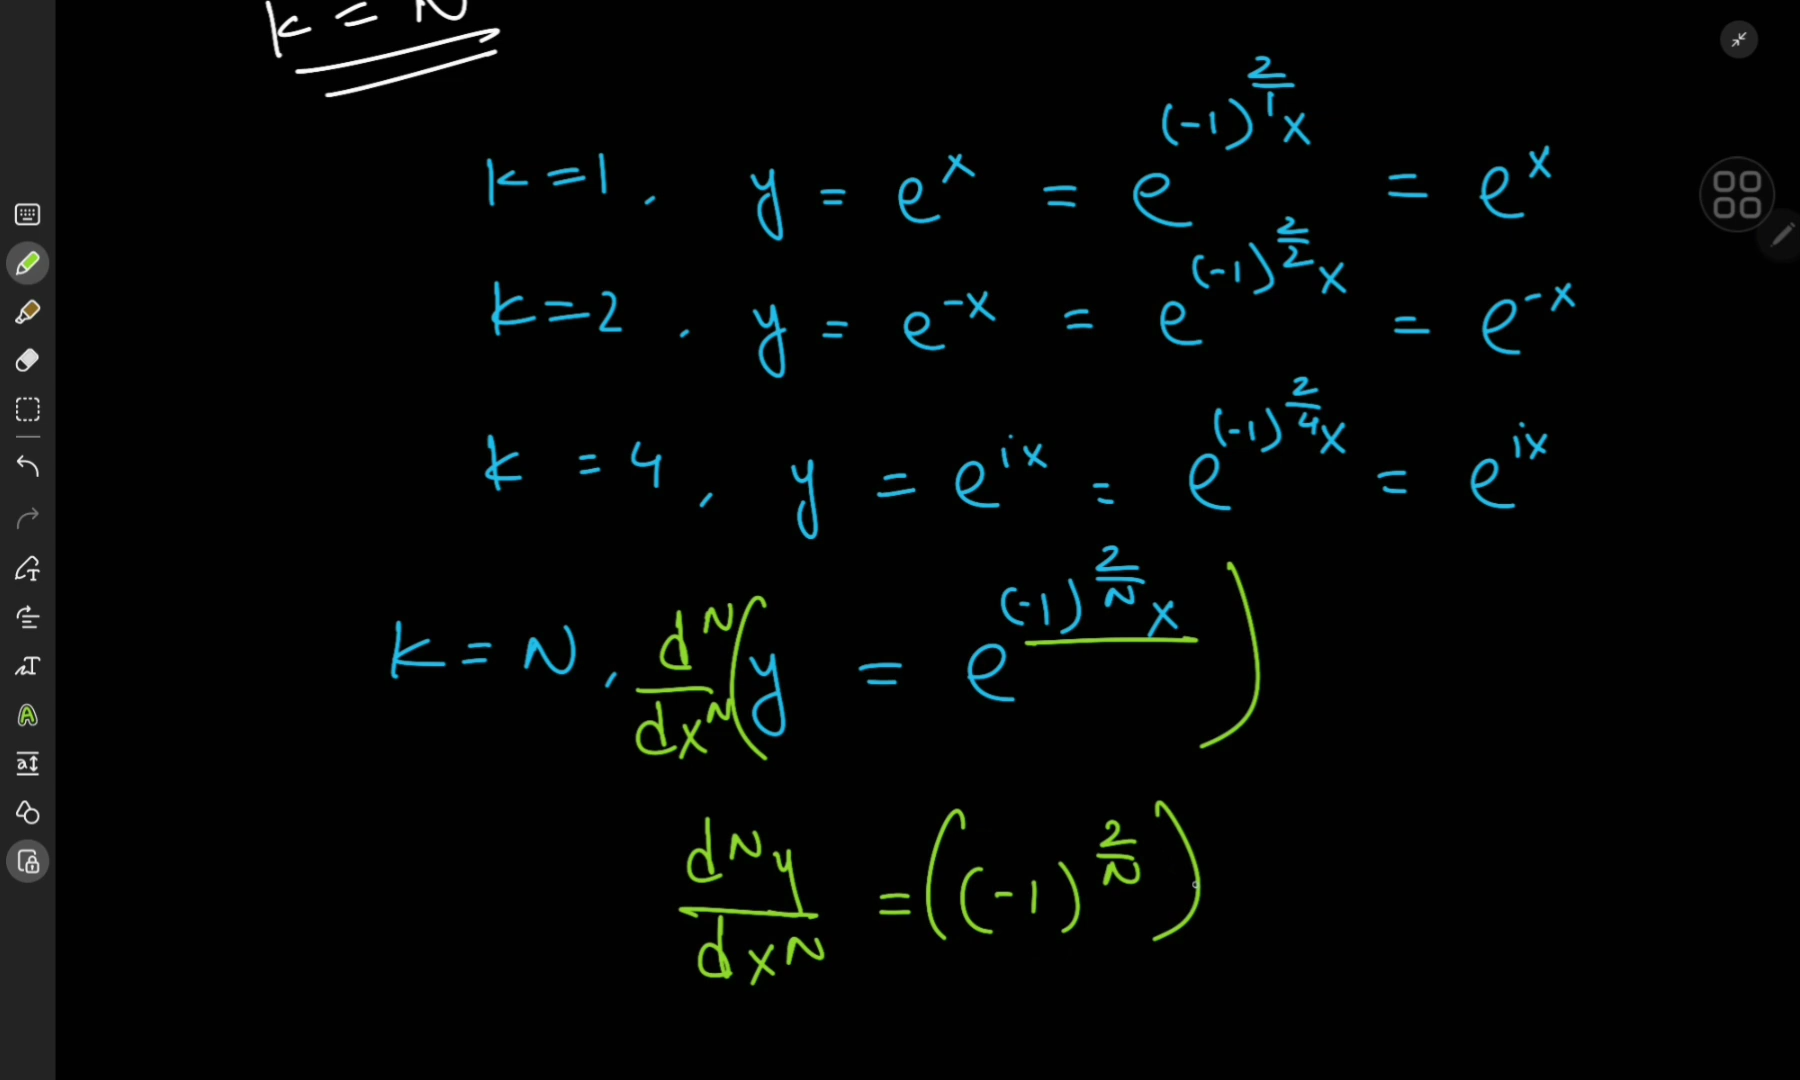 k = N
k = 1, y = e^x = e^{(-1)^{2/1} x} = e^x
k = 2, y = e^{-x} = e^{(-1)^{2/2} x} = e^{-x}
k = 4, y = e^{ix} = e^{(-1)^{2/4} x} = e^{ix}
k = N, d^N/dx^N (y = e^{(-1)^{2/N} x})
d^N y/dx^N = ((-1)^{2/N})